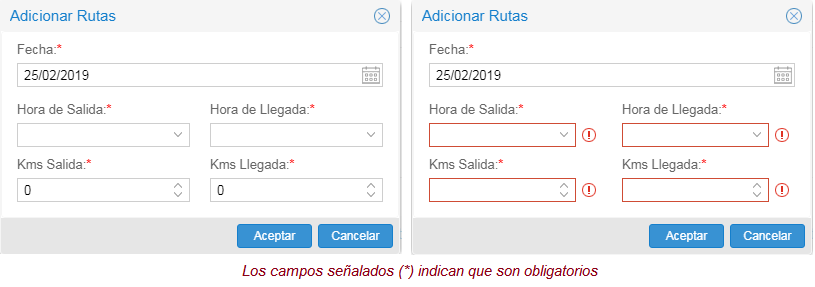 Adicionar Rutas
Fecha:*
25/02/2019
Hora de Salida:* Hora de Llegada:*
Kms Salida:* Kms Llegada:*
0 0
Aceptar Cancelar
Adicionar Rutas
Fecha:*
25/02/2019
Hora de Salida:* Hora de Llegada:*
Kms Salida:* Kms Llegada:*
Aceptar Cancelar
Los campos señalados (*) indican que son obligatorios